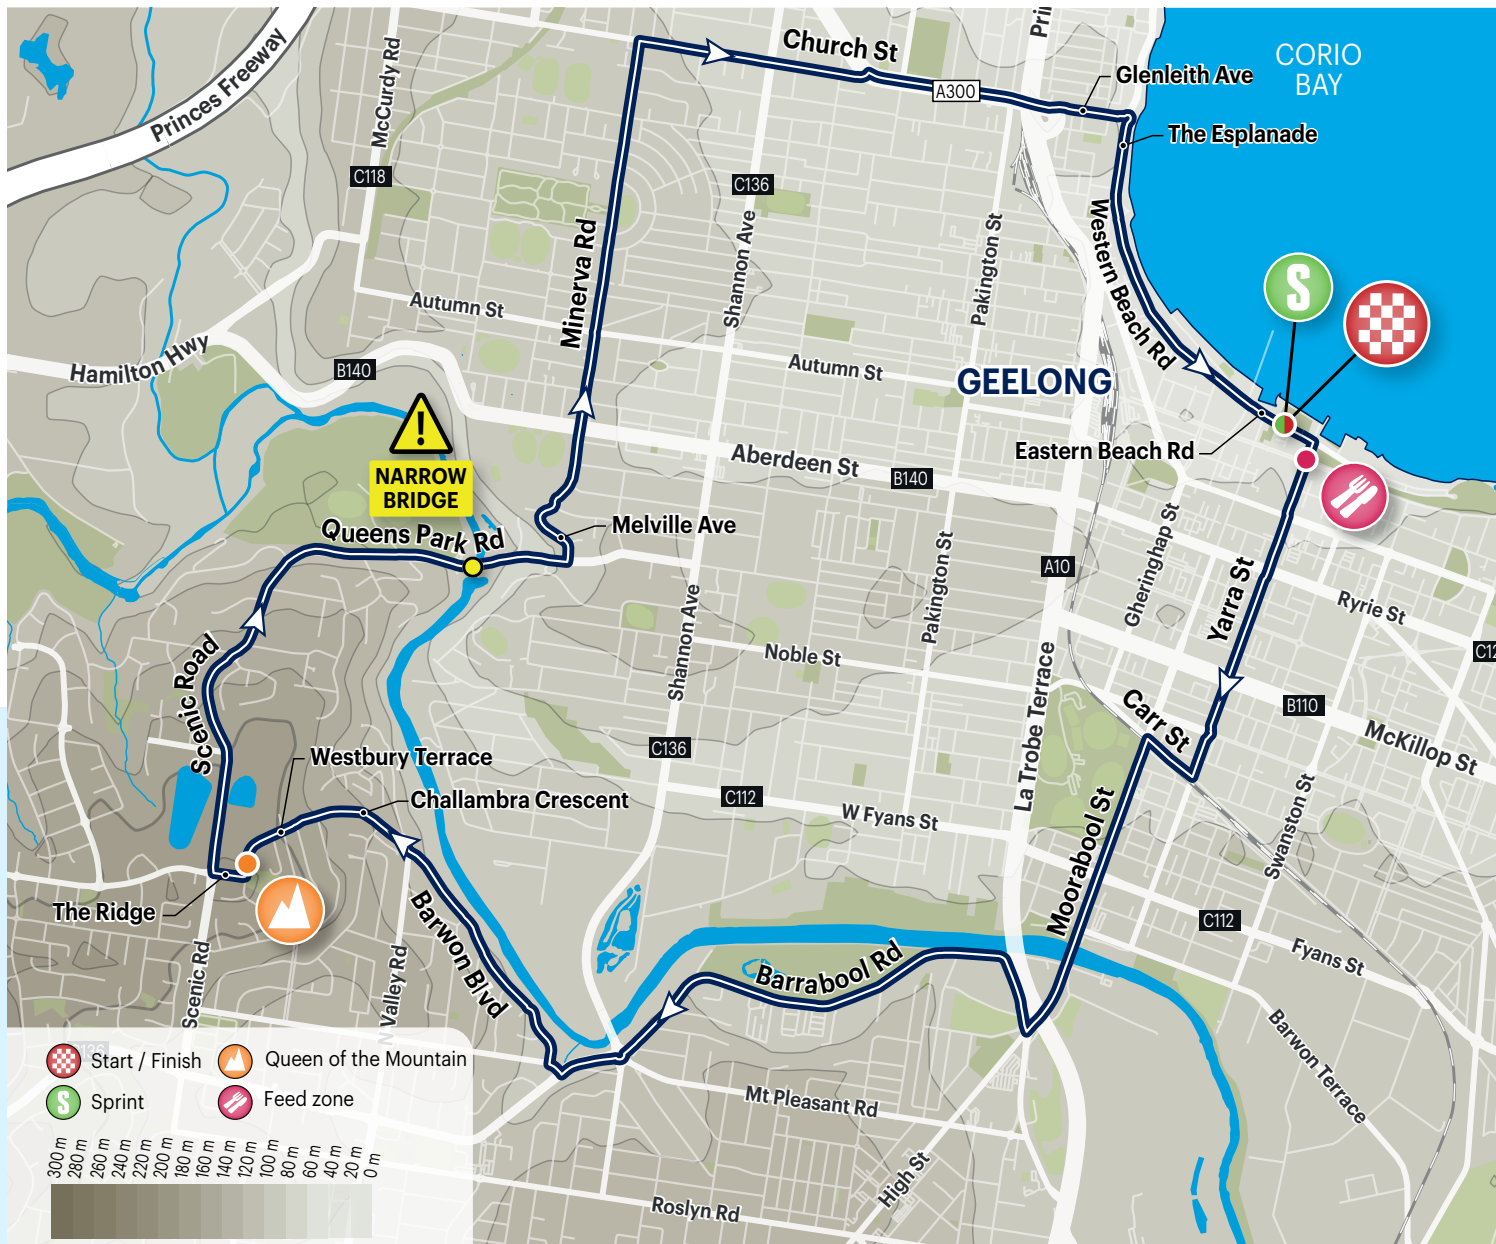 Princes Freeway
McCurdy Rd
C118
Church St
A300
Glenleith Ave
The Esplanade
CORIO
BAY
C136
Shannon Ave
Minerva Rd
Pakington St
Western Beach Rd
S
Autumn St
Autumn St
Hamilton Hwy
B140
GEELONG
!
NARROW
BRIDGE
Aberdeen St
B140
Eastern Beach Rd
Queens Park Rd
Melville Ave
A10
Gheringhap St
Yarra St
Ryrie St
Pakington St
Shannon Ave
Noble St
La Trobe Terrace
Scenic Road
Carr St
B110
McKillop St
C136
C112
W Fyans St
Westbury Terrace
Challambra Crescent
Moorabool St
Swanston St
The Ridge
Barwon Blvd
Barrabool Rd
C112
Fyans St
Scenic Rd
N Valley Rd
Barwon Terrace
Mt Pleasant Rd
High St
Roslyn Rd
Start / Finish
Queen of the Mountain
S
Sprint
Feed zone
300 m
280 m
260 m
240 m
220 m
200 m
180 m
160 m
140 m
120 m
100 m
80 m
60 m
40 m
20 m
0 m